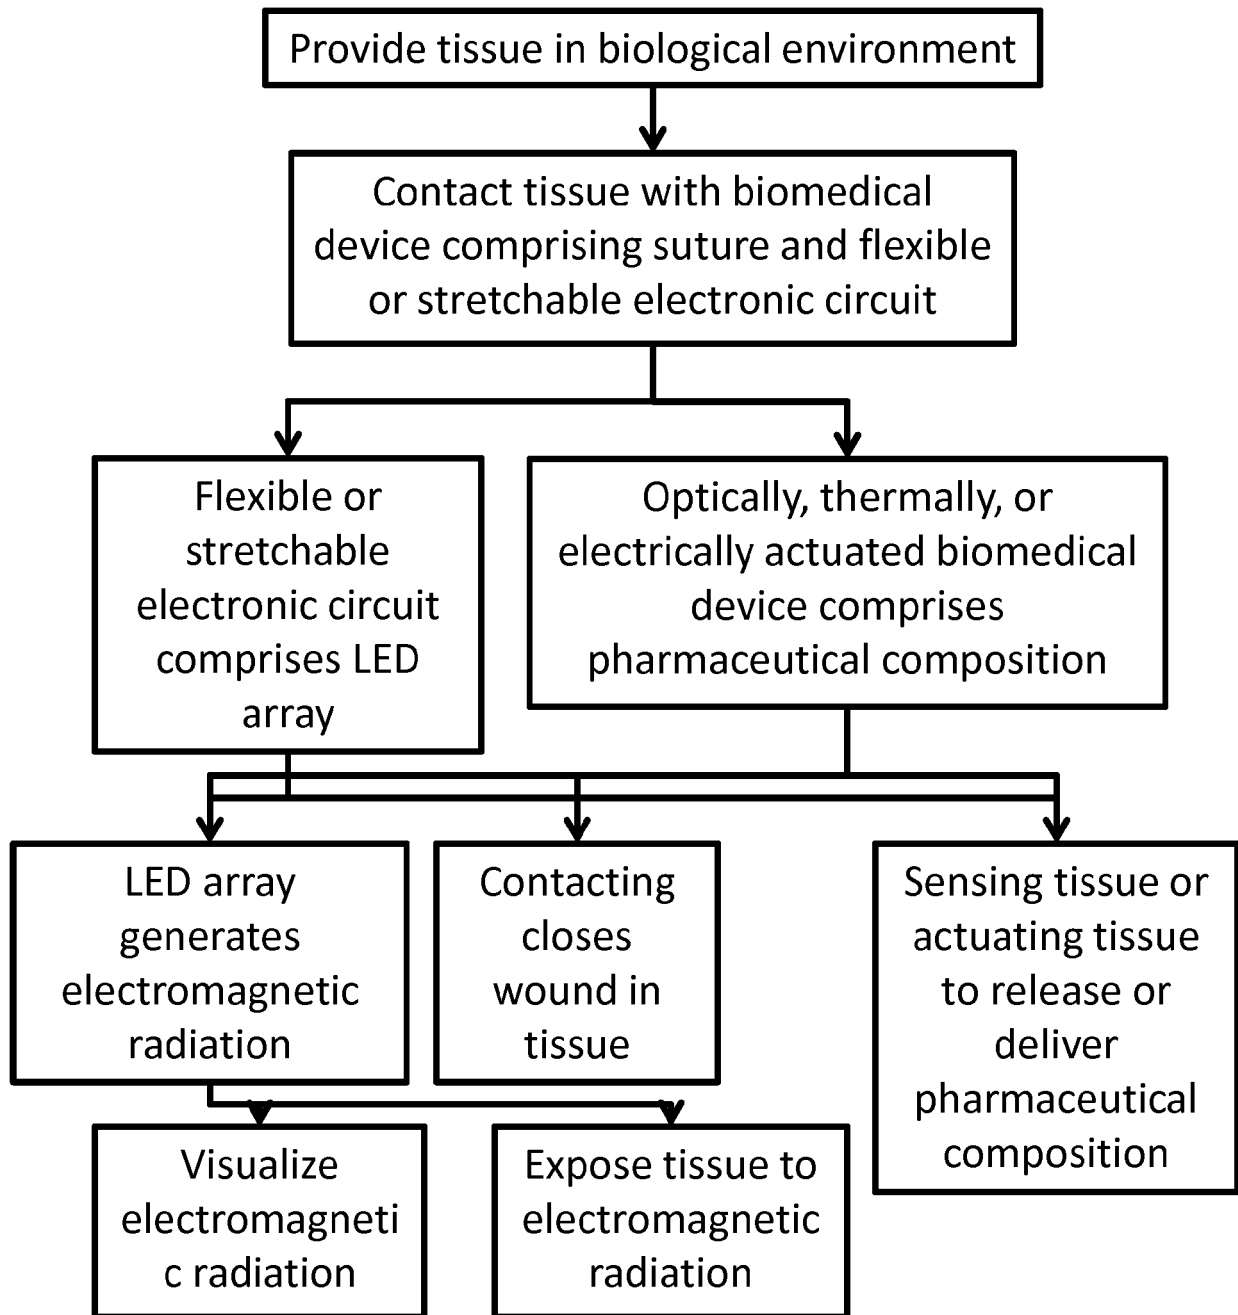 Provide tissue in biological environment
Contact tissue with biomedical
device comprising suture and flexible
or stretchable electronic circuit
Flexible or
stretchable
electronic circuit
comprises LED
array
Optically, thermally, or
electrically actuated biomedical
device comprises
pharmaceutical composition
LED array
generates
electromagnetic
radiation
Contacting
closes
wound in
tissue
Sensing tissue or
actuating tissue
to release or
deliver
pharmaceutical
composition
Visualize
electromagneti
c radiation
Expose tissue to
electromagnetic
radiation